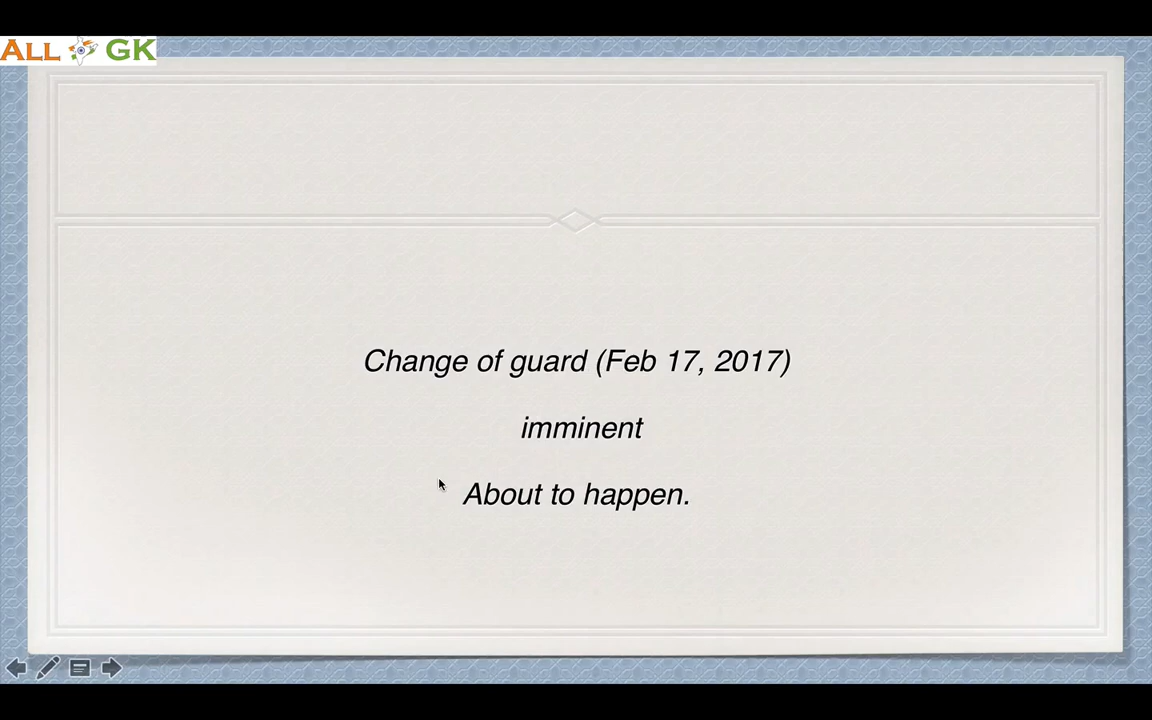 ALL GK
Change of guard (Feb 17, 2017)
imminent
About to happen.